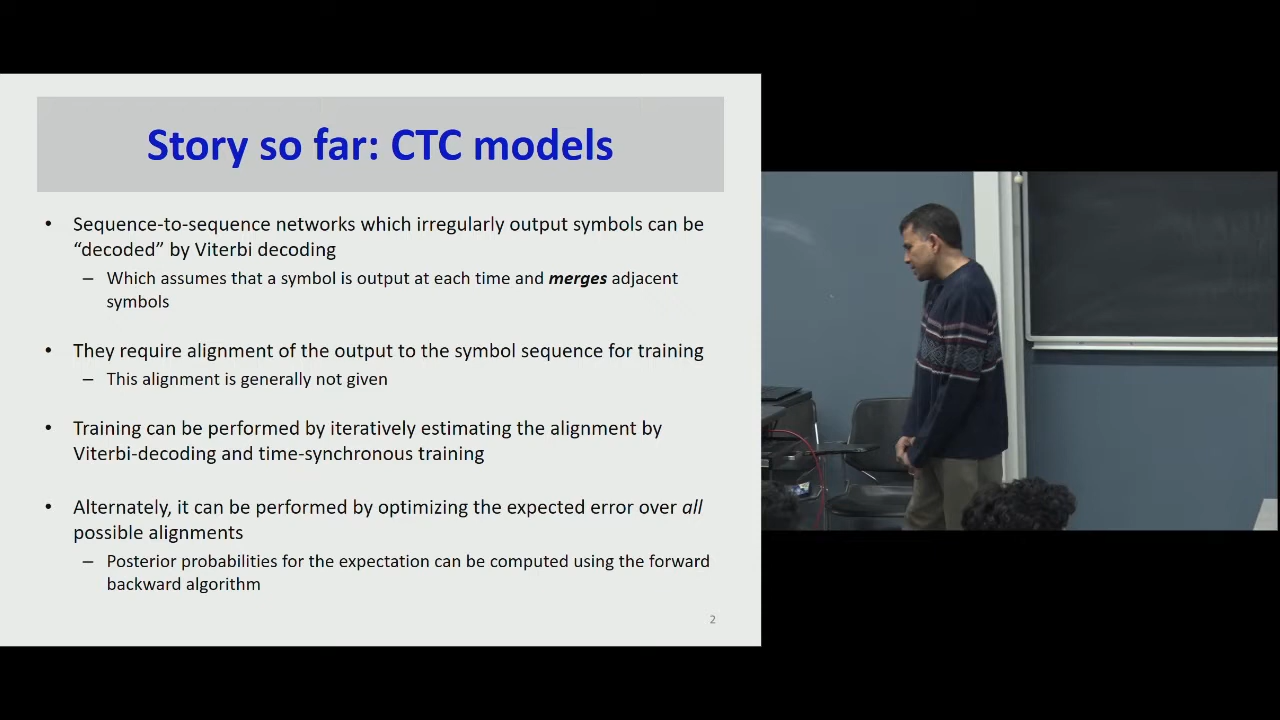 Story so far: CTC models
• Sequence-to-sequence networks which irregularly output symbols can be
“decoded” by Viterbi decoding
– Which assumes that a symbol is output at each time and merges adjacent
symbols
• They require alignment of the output to the symbol sequence for training
– This alignment is generally not given
• Training can be performed by iteratively estimating the alignment by
Viterbi-decoding and time-synchronous training
• Alternately, it can be performed by optimizing the expected error over all
possible alignments
– Posterior probabilities for the expectation can be computed using the forward
backward algorithm
2